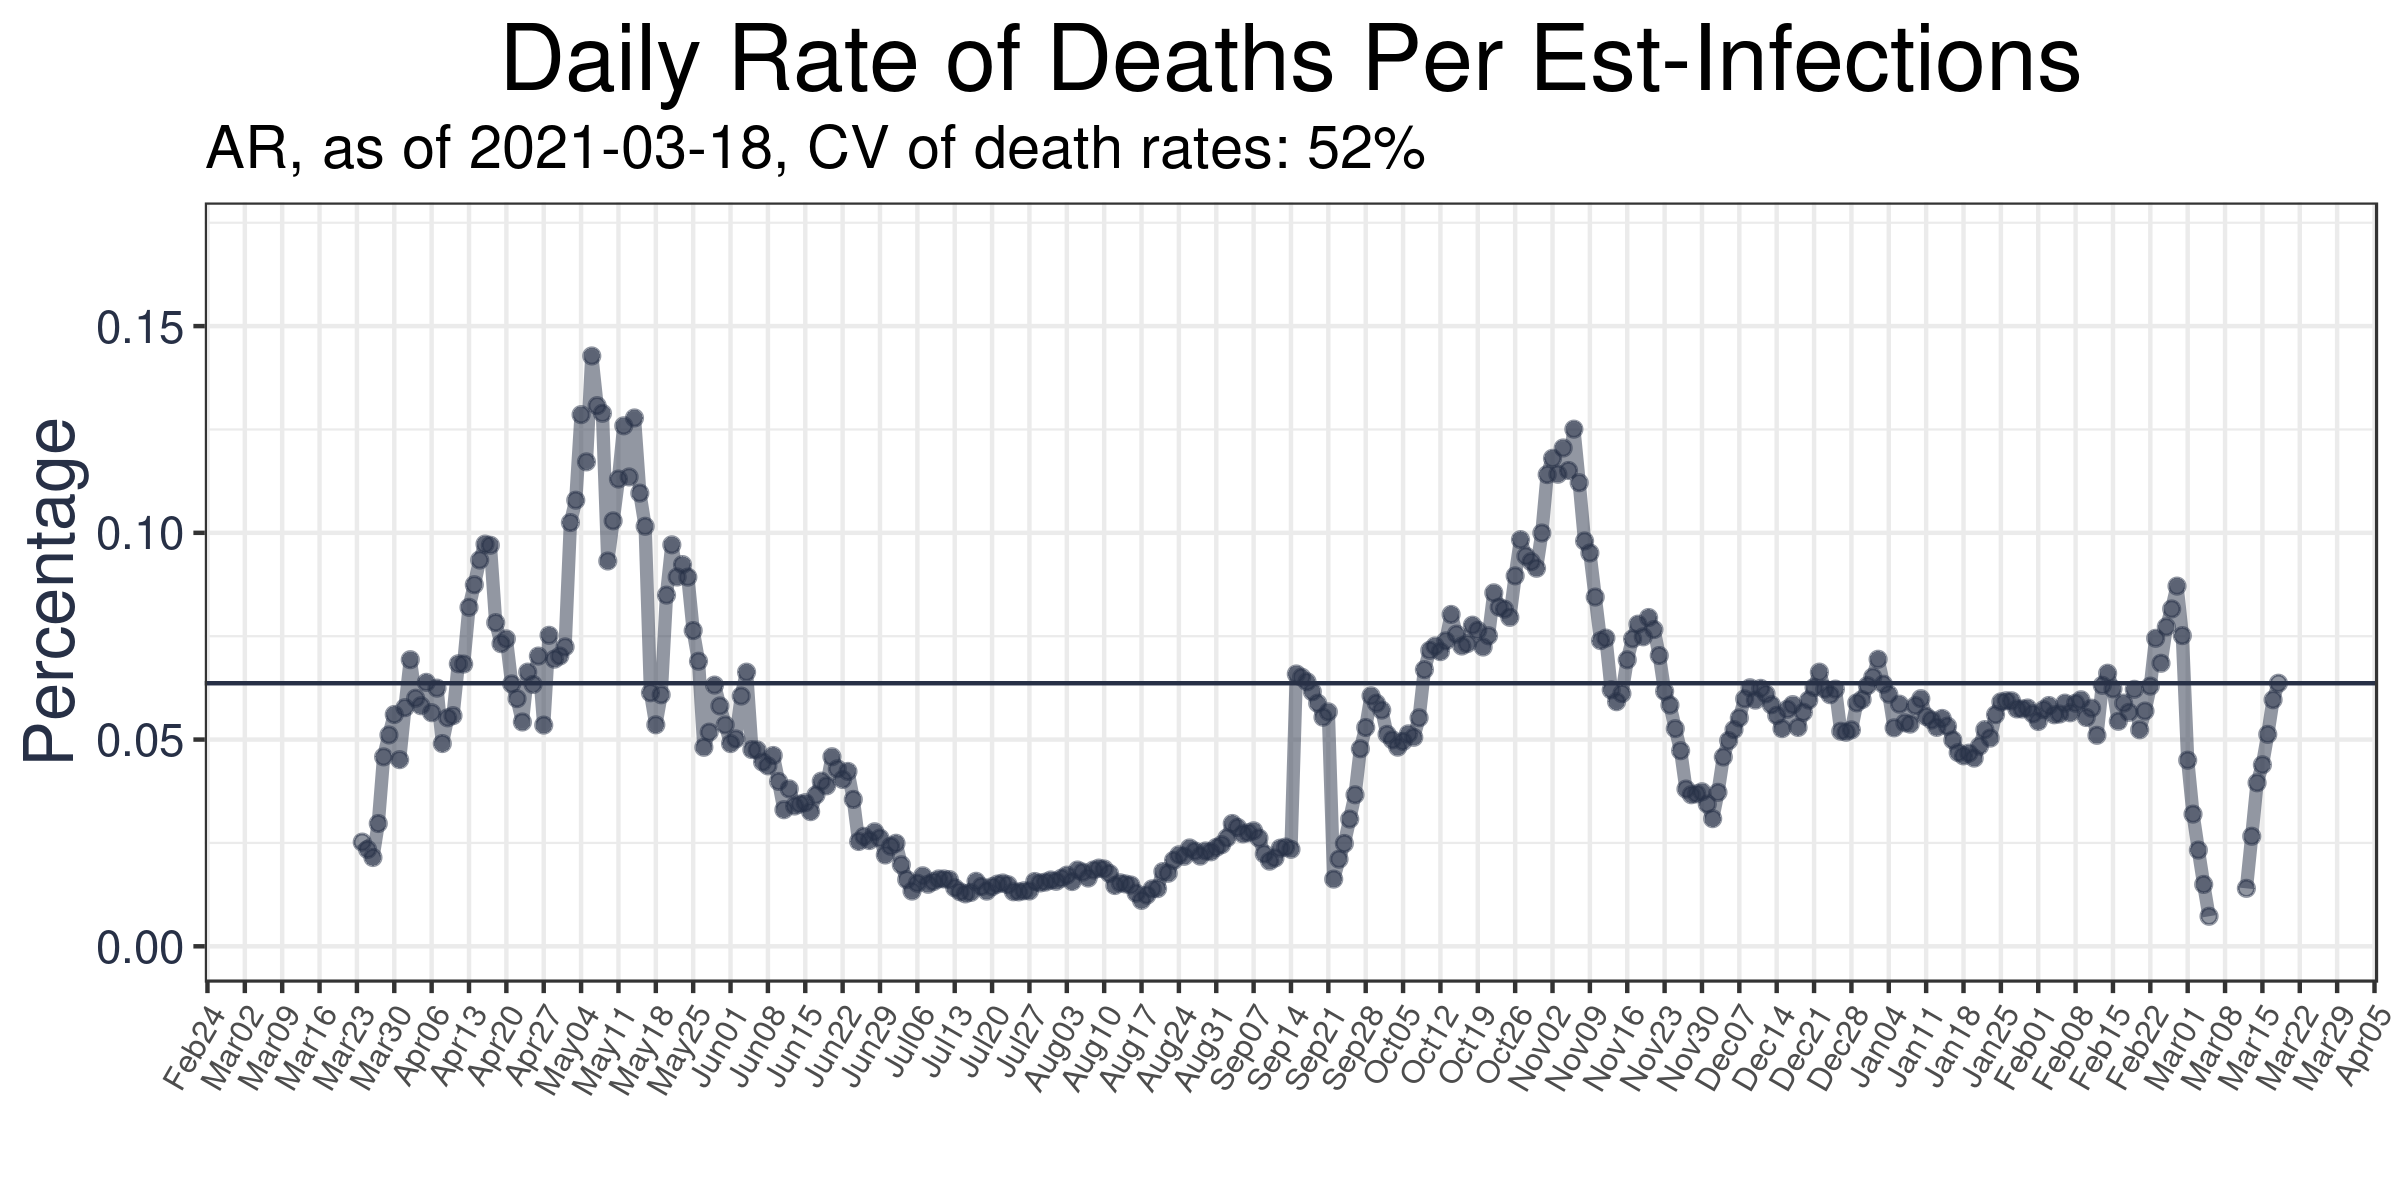 Daily Rate of Deaths Per Est-Infections
AR, as of 2021-03-18, CV of death rates: 52%
Percentage
0.15
0.10
0.05
0.00
Feb24
Mar02
Mar09
Mar16
Mar23
Mar30
Apr06
Apr13
Apr20
Apr27
May04
May11
May18
May25
Jun01
Jun08
Jun15
Jun22
Jun29
Jul06
Jul13
Jul20
Jul27
Aug03
Aug10
Aug17
Aug24
Aug31
Sep07
Sep14
Sep21
Sep28
Oct05
Oct12
Oct19
Oct26
Nov02
Nov09
Nov16
Nov23
Nov30
Dec07
Dec14
Dec21
Dec28
Jan04
Jan11
Jan18
Jan25
Feb01
Feb08
Feb15
Feb22
Mar01
Mar08
Mar15
Mar22
Mar29
Apr05